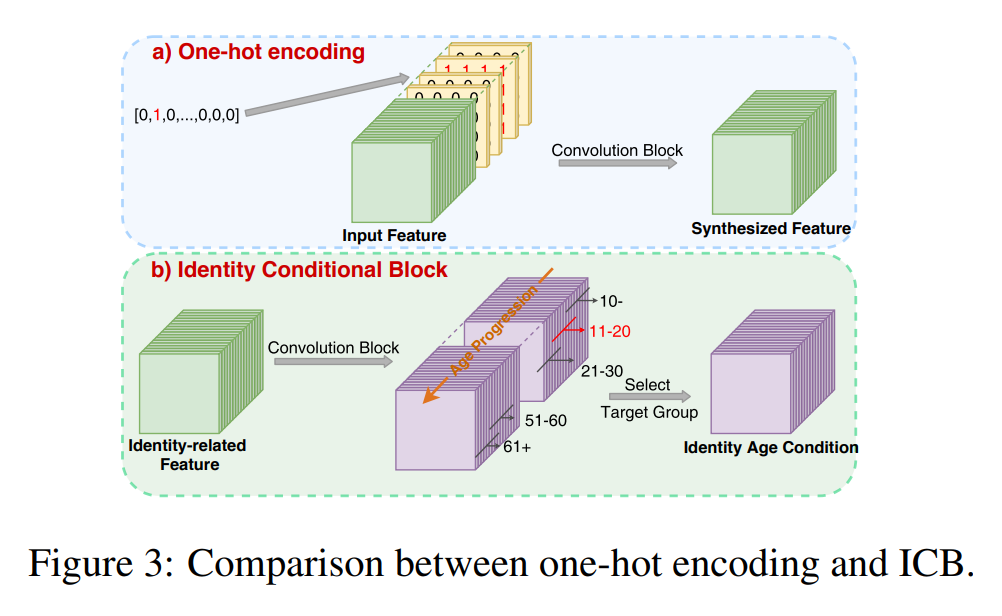 a) One-hot encoding
[0,1,0,...,0,0,0]
1 1 1 1
0 0 0 0
Convolution Block
Input Feature
Synthesized Feature
b) Identity Conditional Block
Age Progression
10-
11-20
21-30
51-60
61+
Convolution Block
Select
Target Group
Identity-related
Feature
Identity Age Condition
Figure 3: Comparison between one-hot encoding and ICB.